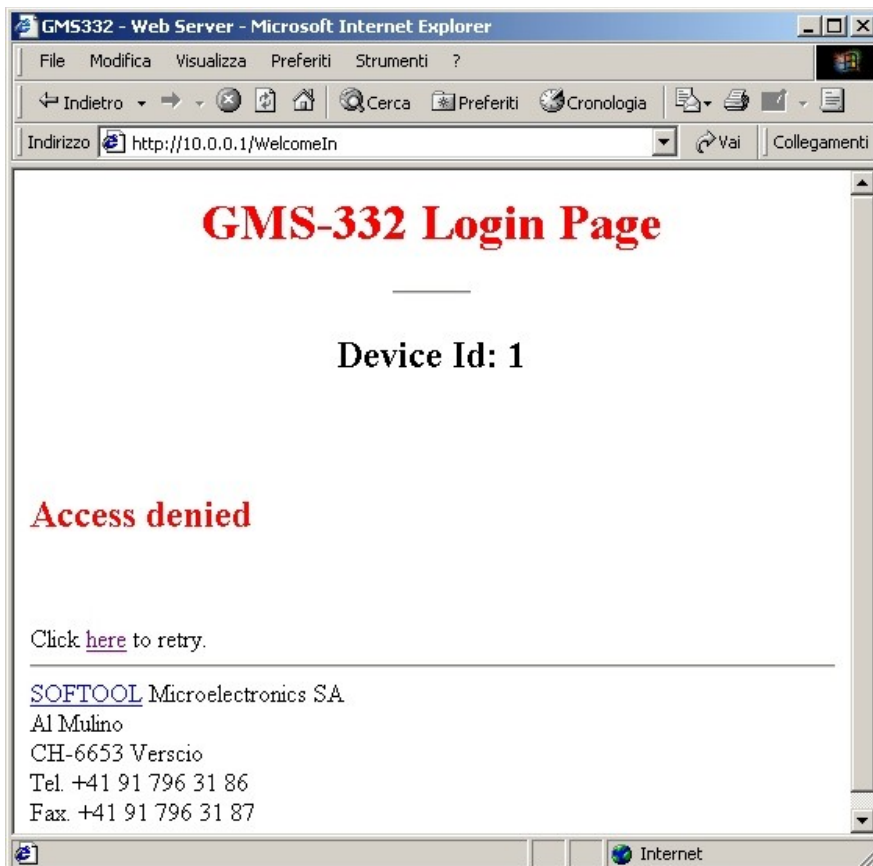 GMS332 - Web Server - Microsoft Internet Explorer
File Modifica Visualizza Preferiti Strumenti ?
Indietro Cerca Preferiti Cronologia
Indirizzo http://10.0.0.1/WelcomeIn Vai Collegamenti
GMS-332 Login Page
Device Id: 1
Access denied
Click here to retry.
SOFTOOL Microelectronics SA
Al Mulino
CH-6653 Verscio
Tel. +41 91 796 31 86
Fax. +41 91 796 31 87
Internet